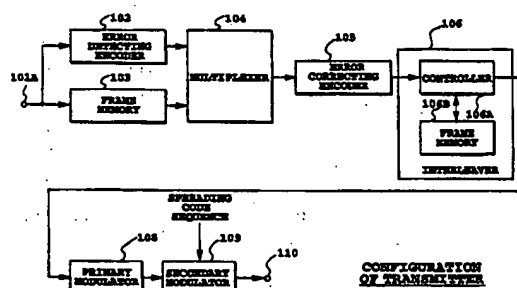 102
104
105
106
101A
ERROR
DETECTING
ENCODER
103
FRAME
MEMORY
MULTIPLEXER
ERROR
CORRECTING
ENCODER
CONTROLLER
106B
106A
FRAME
MEMORY
INTERLEAVER
SPREADING
CODE
SEQUENCE
108
109
110
PRIMARY
MODULATOR
SECONDARY
MODULATOR
CONFIGURATION
OF TRANSMITTER